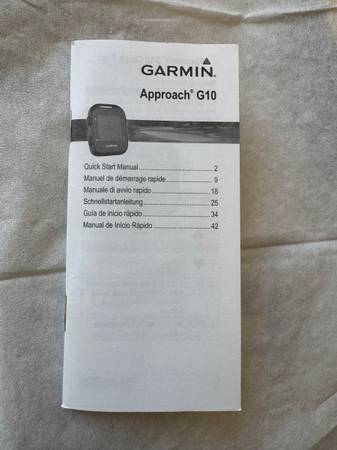 GARMIN.
Approach® G10
Quick Start Manual 2
Manuel de démarrage rapide 9
Manuale di avvio rapido 18
Schnellstartanleitung 25
Guía de inicio rápido 34
Manual de Início Rápido 42